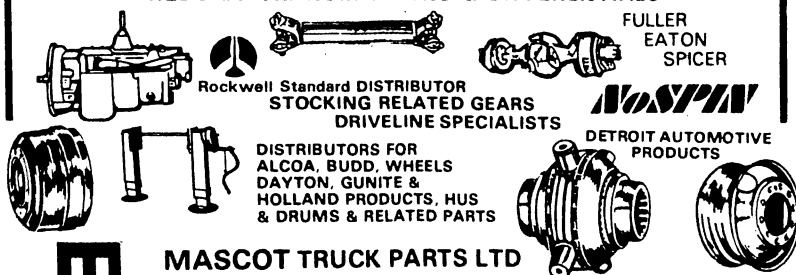 FULLER
EATON
SPICER
Rockwell Standard DISTRIBUTOR
STOCKING RELATED GEARS
DRIVELINE SPECIALISTS
NoSPIN
DETROIT AUTOMOTIVE
PRODUCTS
DISTRIBUTORS FOR
ALCOA, BUDD, WHEELS
DAYTON, GUNITE &
HOLLAND PRODUCTS, HUS
& DRUMS & RELATED PARTS
MASCOT TRUCK PARTS LTD